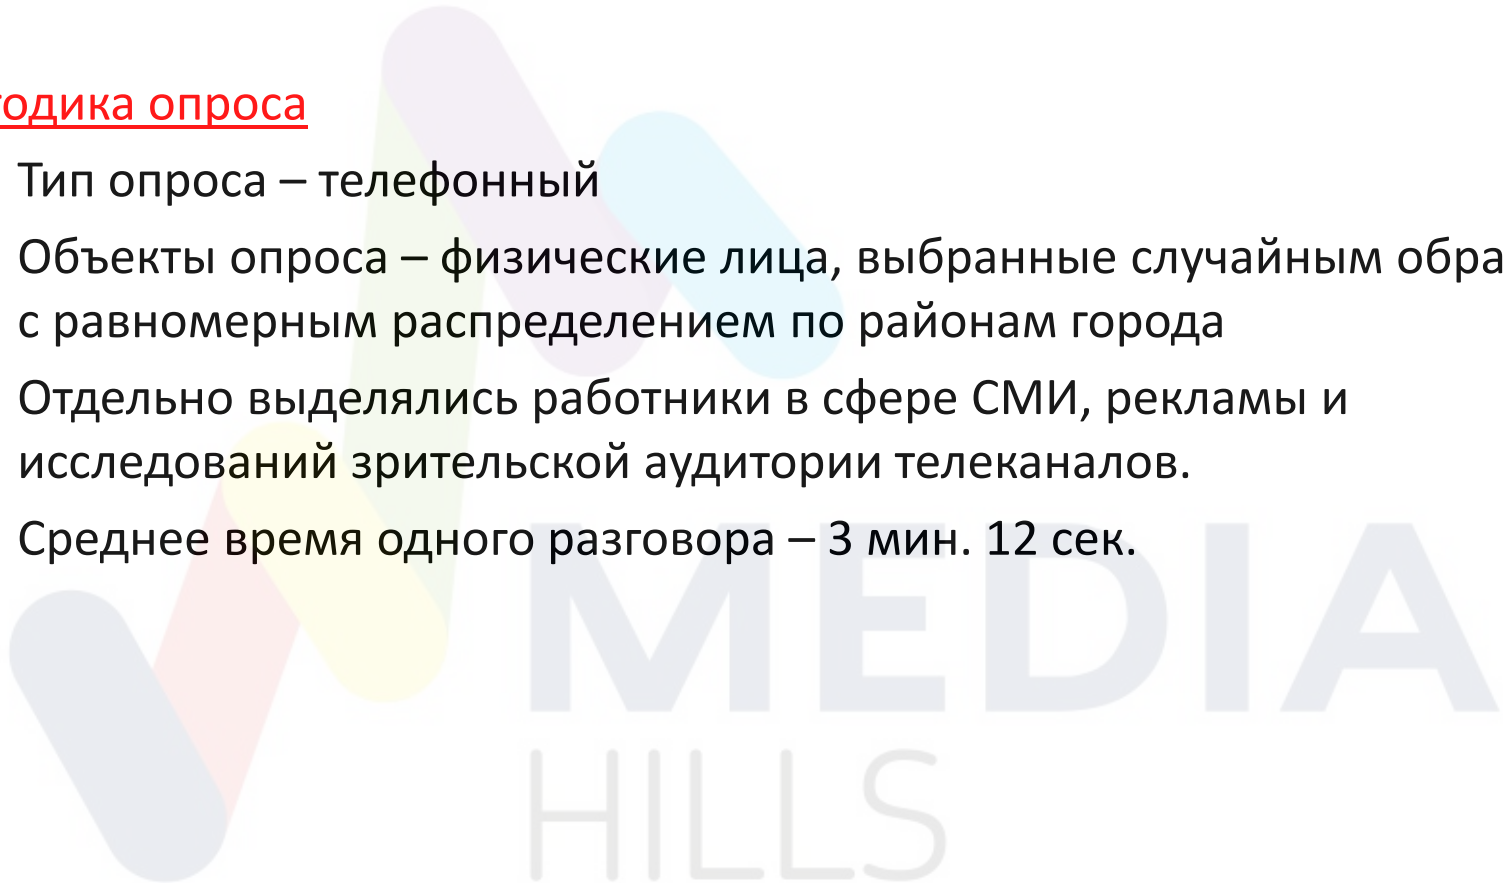 тодика опроса
Тип опроса – телефонный
Объекты опроса – физические лица, выбранные случайным обра
с равномерным распределением по районам города
Отдельно выделялись работники в сфере СМИ, рекламы и
исследований зрительской аудитории телеканалов.
Среднее время одного разговора – 3 мин. 12 сек.
MEDIA
HILLS